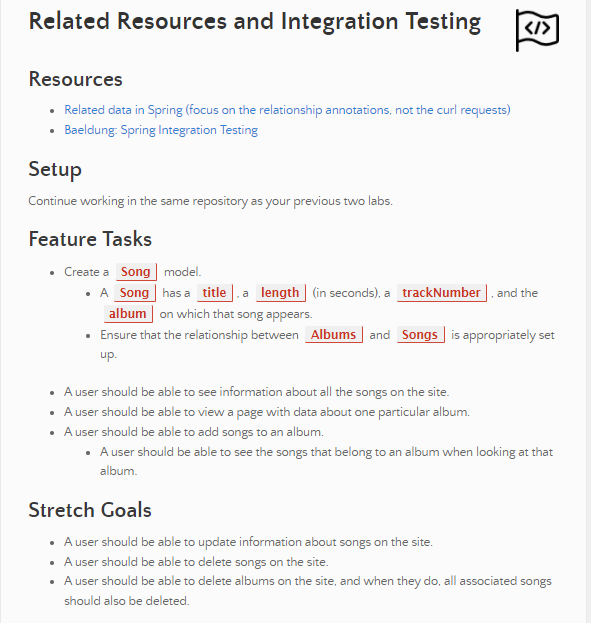 Related Resources and Integration Testing
</>
Resources
Related data in Spring (focus on the relationship annotations, not the curl requests)
Baeldung: Spring Integration Testing
Setup
Continue working in the same repository as your previous two labs.
Feature Tasks
Create a Song model.
A Song has a title , a length (in seconds), a trackNumber , and the
album on which that song appears.
Ensure that the relationship between Albums and Songs is appropriately set
up.
A user should be able to see information about all the songs on the site.
A user should be able to view a page with data about one particular album.
A user should be able to add songs to an album.
A user should be able to see the songs that belong to an album when looking at that
album.
Stretch Goals
A user should be able to update information about songs on the site.
A user should be able to delete songs on the site.
A user should be able to delete albums on the site, and when they do, all associated songs
should also be deleted.